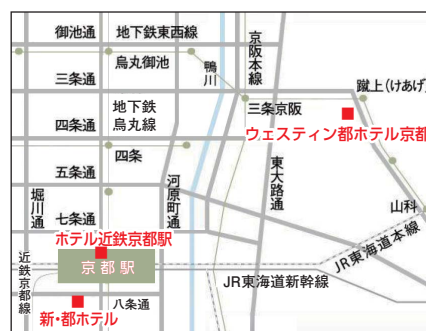 御池通
地下鉄東西線
烏丸御池
鴨川
京阪本線
三条通
蹴上（けあげ）
三条京阪
地下鉄
烏丸線
四条通
ウェスティン都ホテル京都
四条
東大路通
五条通
堀川通
河原町通
七条通
山科
ホテル近鉄京都駅
京都駅
JR東海道本線
近鉄京都線
JR東海道新幹線
八条通
新・都ホテル